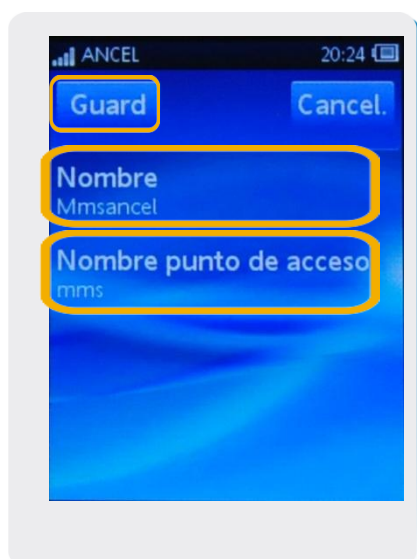 ANCEL 20:24
Guard Cancel.
Nombre
Mmsancel
Nombre punto de acceso
mms